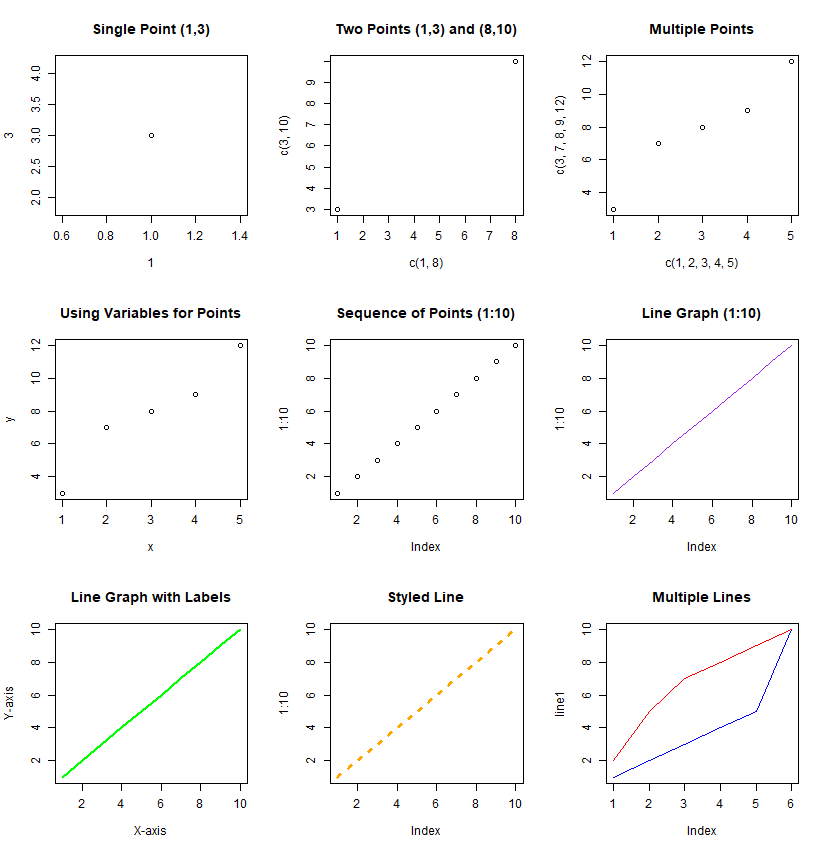 Single Point (1,3)
Two Points (1,3) and (8,10)
Multiple Points
3
2.0 2.5 3.0 3.5 4.0
0.6 0.8 1.0 1.2 1.4
1
c(3, 10)
3 4 5 6 7 8 9
1 2 3 4 5 6 7 8
c(1, 8)
c(3, 7, 8, 9, 12)
4 6 8 10 12
1 2 3 4 5
c(1, 2, 3, 4, 5)
Using Variables for Points
Sequence of Points (1:10)
Line Graph (1:10)
y
4 6 8 10 12
1 2 3 4 5
x
1:10
2 4 6 8 10
2 4 6 8 10
Index
1:10
2 4 6 8 10
2 4 6 8 10
Index
Line Graph with Labels
Styled Line
Multiple Lines
Y-axis
2 4 6 8 10
2 4 6 8 10
X-axis
1:10
2 4 6 8 10
2 4 6 8 10
Index
line1
2 4 6 8 10
1 2 3 4 5 6
Index